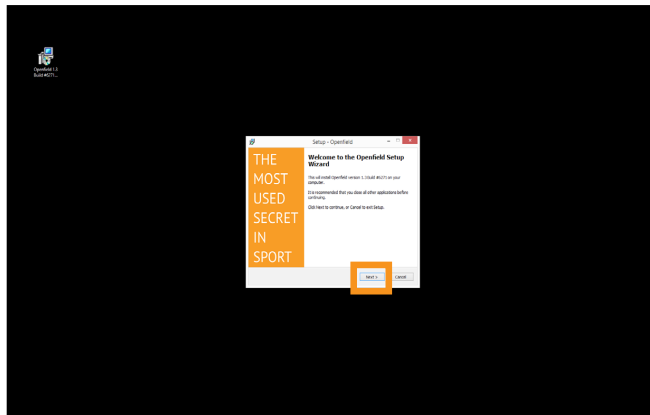 Openfield 1.3
Build #5271...
Setup - Openfield
THE
MOST
USED
SECRET
IN
SPORT
Welcome to the Openfield Setup
Wizard
This will install Openfield version 1.3 Build #5271 on your
computer.
It is recommended that you close all other applications before
continuing.
Click Next to continue, or Cancel to exit Setup.
Next >
Cancel